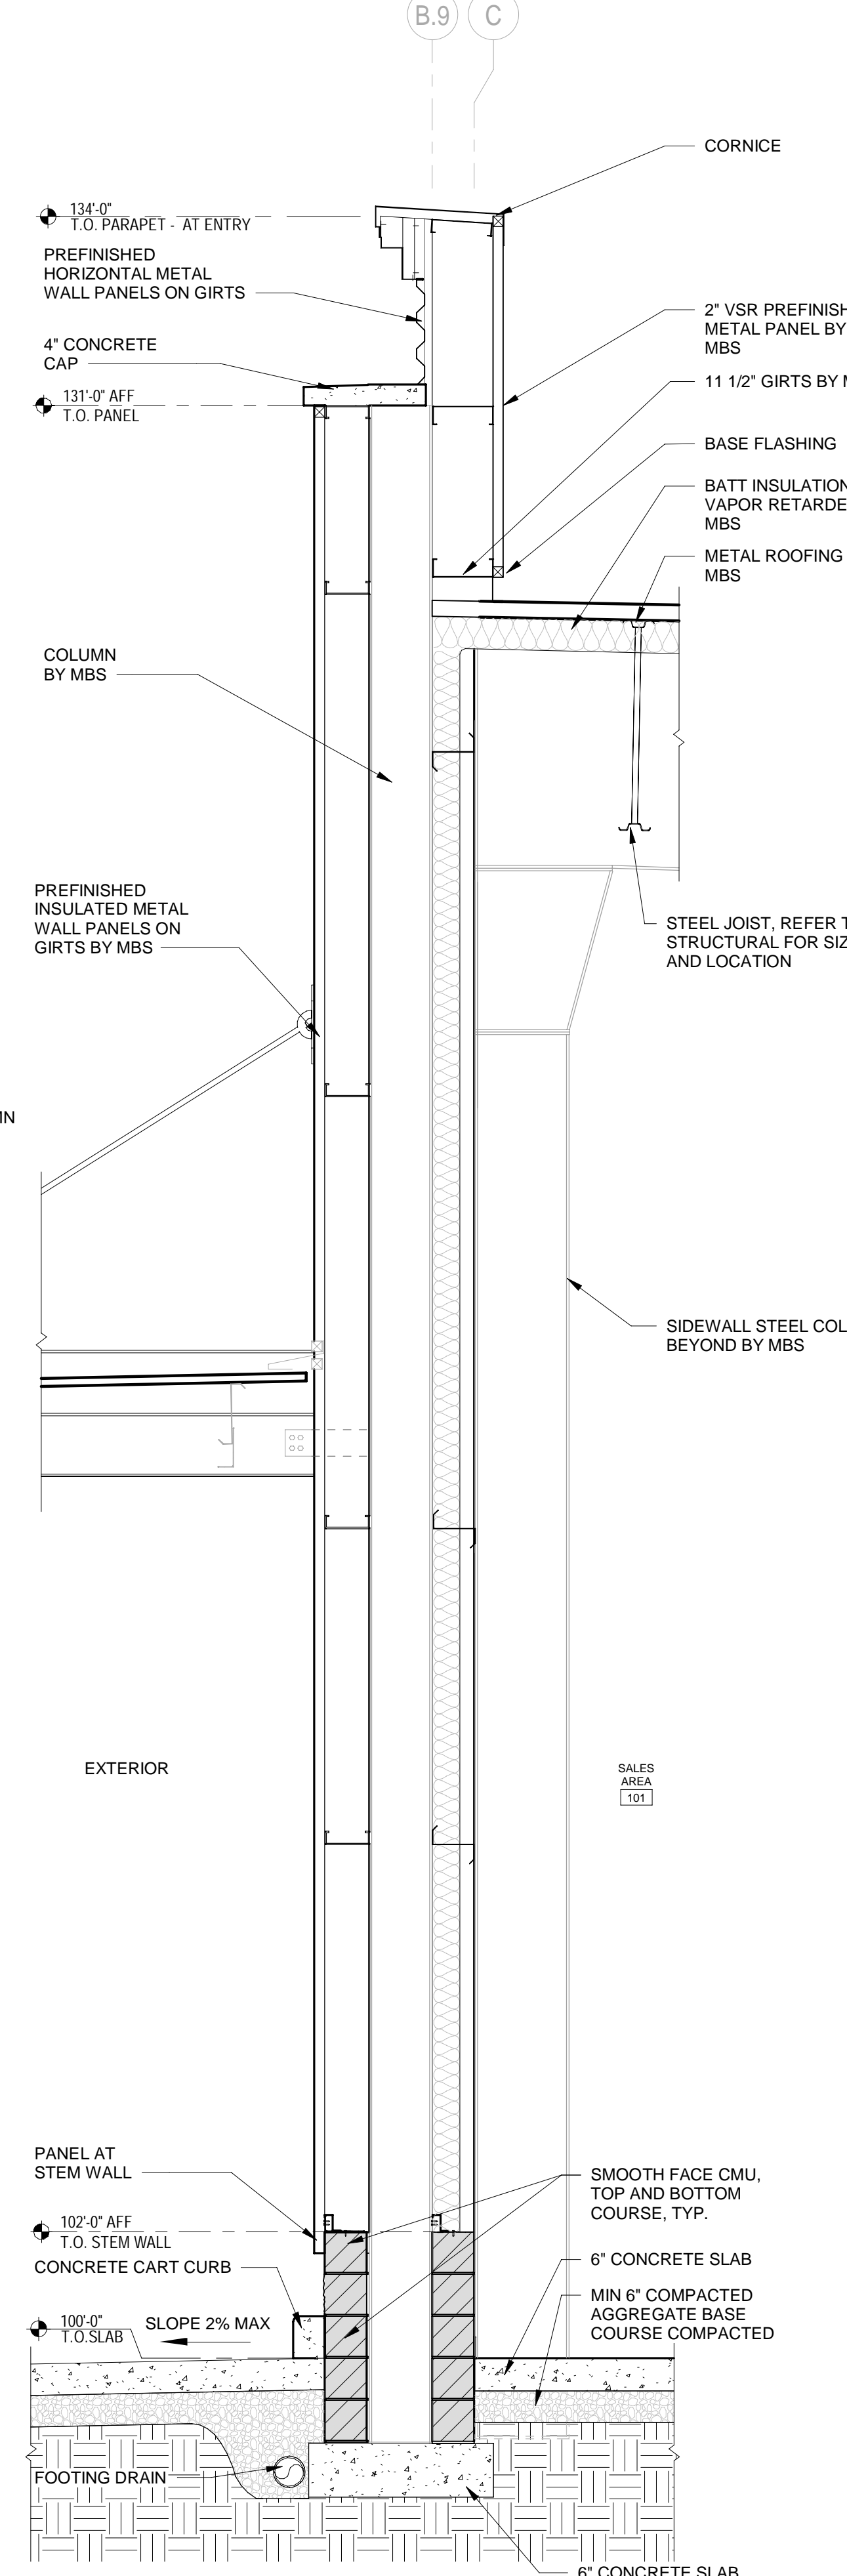 B.9
C
CORNICE
134'-0"
T.O. PARAPET - AT ENTRY
PREFINISHED
HORIZONTAL METAL
WALL PANELS ON GIRTS
2" VSR PREFINISH
METAL PANEL BY
MBS
4" CONCRETE
CAP
11 1/2" GIRTS BY
131'-0" AFF
T.O. PANEL
BASE FLASHING
BATT INSULATION
VAPOR RETARDE
MBS
METAL ROOFING
MBS
COLUMN
BY MBS
PREFINISHED
INSULATED METAL
WALL PANELS ON
GIRTS BY MBS
STEEL JOIST, REFER T
STRUCTURAL FOR SIZ
AND LOCATION
MN
SIDEWALL STEEL COL
BEYOND BY MBS
EXTERIOR
SALES
AREA
101
PANEL AT
STEM WALL
SMOOTH FACE CMU,
TOP AND BOTTOM
COURSE, TYP.
102'-0" AFF
T.O. STEM WALL
CONCRETE CART CURB
6" CONCRETE SLAB
MIN 6" COMPACTED
AGGREGATE BASE
COURSE COMPACTED
100'-0"
T.O.SLAB
SLOPE 2% MAX
FOOTING DRAIN
6" CONCRETE SLAB